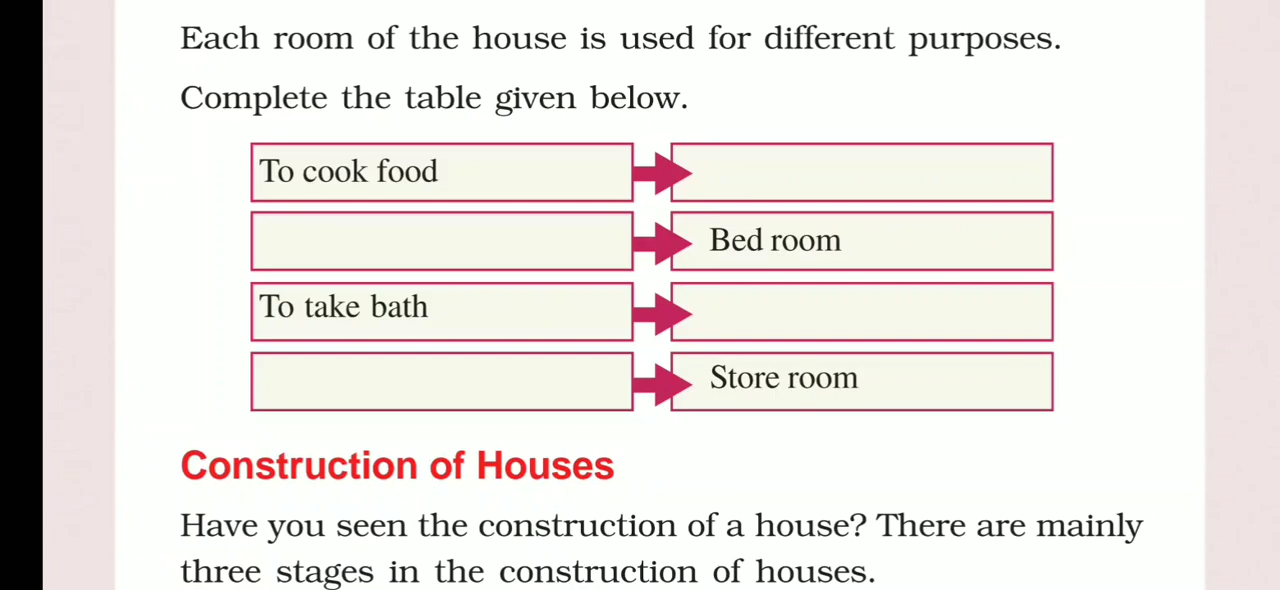 Each room of the house is used for different purposes.
Complete the table given below.
To cook food
Bed room
To take bath
Store room
Construction of Houses
Have you seen the construction of a house? There are mainly
three stages in the construction of houses.